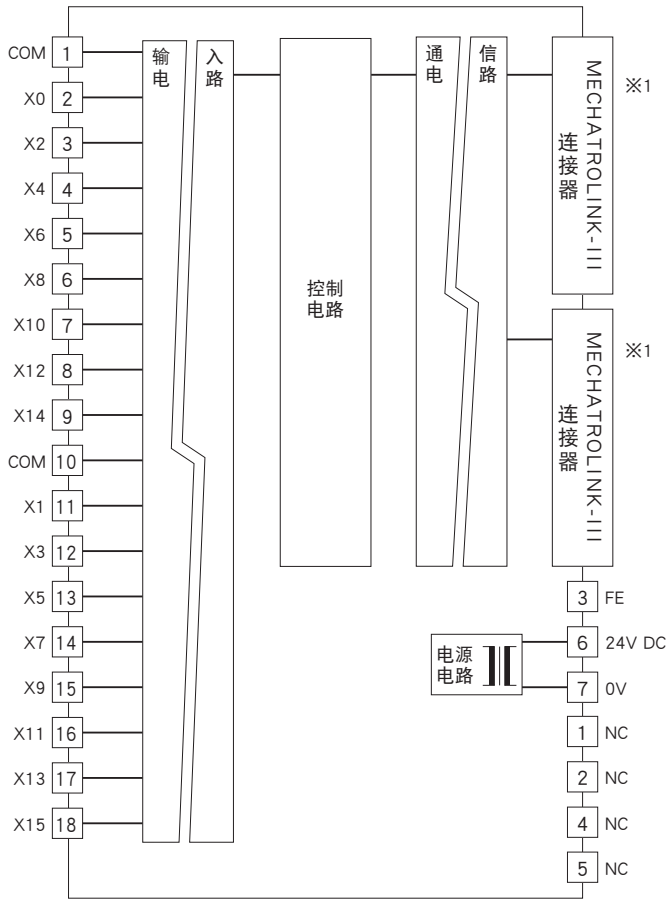 COM 1
X0 2
X2 3
X4 4
X6 5
X8 6
X10 7
X12 8
X14 9
COM 10
X1 11
X3 12
X5 13
X7 14
X9 15
X11 16
X13 17
X15 18
输入
电路
控制
电路
通信
电路
MECHATROLINK-III
连接器
※1
MECHATROLINK-III
连接器
※1
电源
电路
3 FE
6 24V DC
7 0V
1 NC
2 NC
4 NC
5 NC